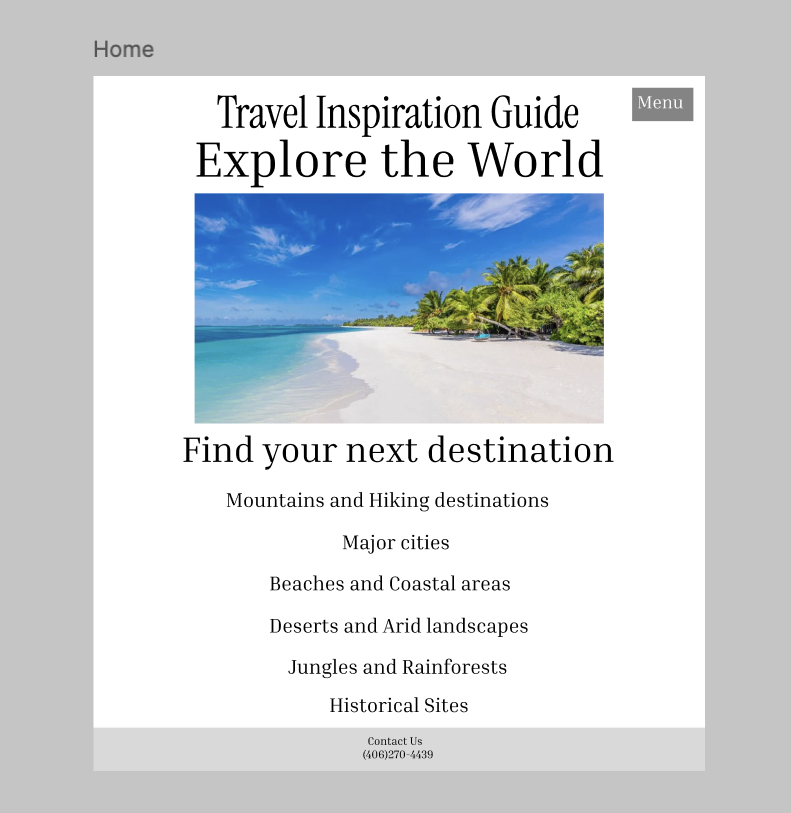 Home
Travel Inspiration Guide
Menu
Explore the World
Find your next destination
Mountains and Hiking destinations
Major cities
Beaches and Coastal areas
Deserts and Arid landscapes
Jungles and Rainforests
Historical Sites
Contact Us
(406)270-4439